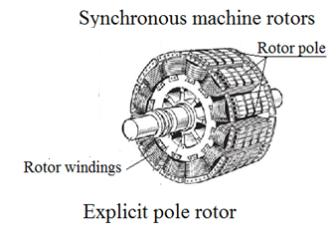 Synchronous machine rotors
Rotor pole
Rotor windings
Explicit pole rotor